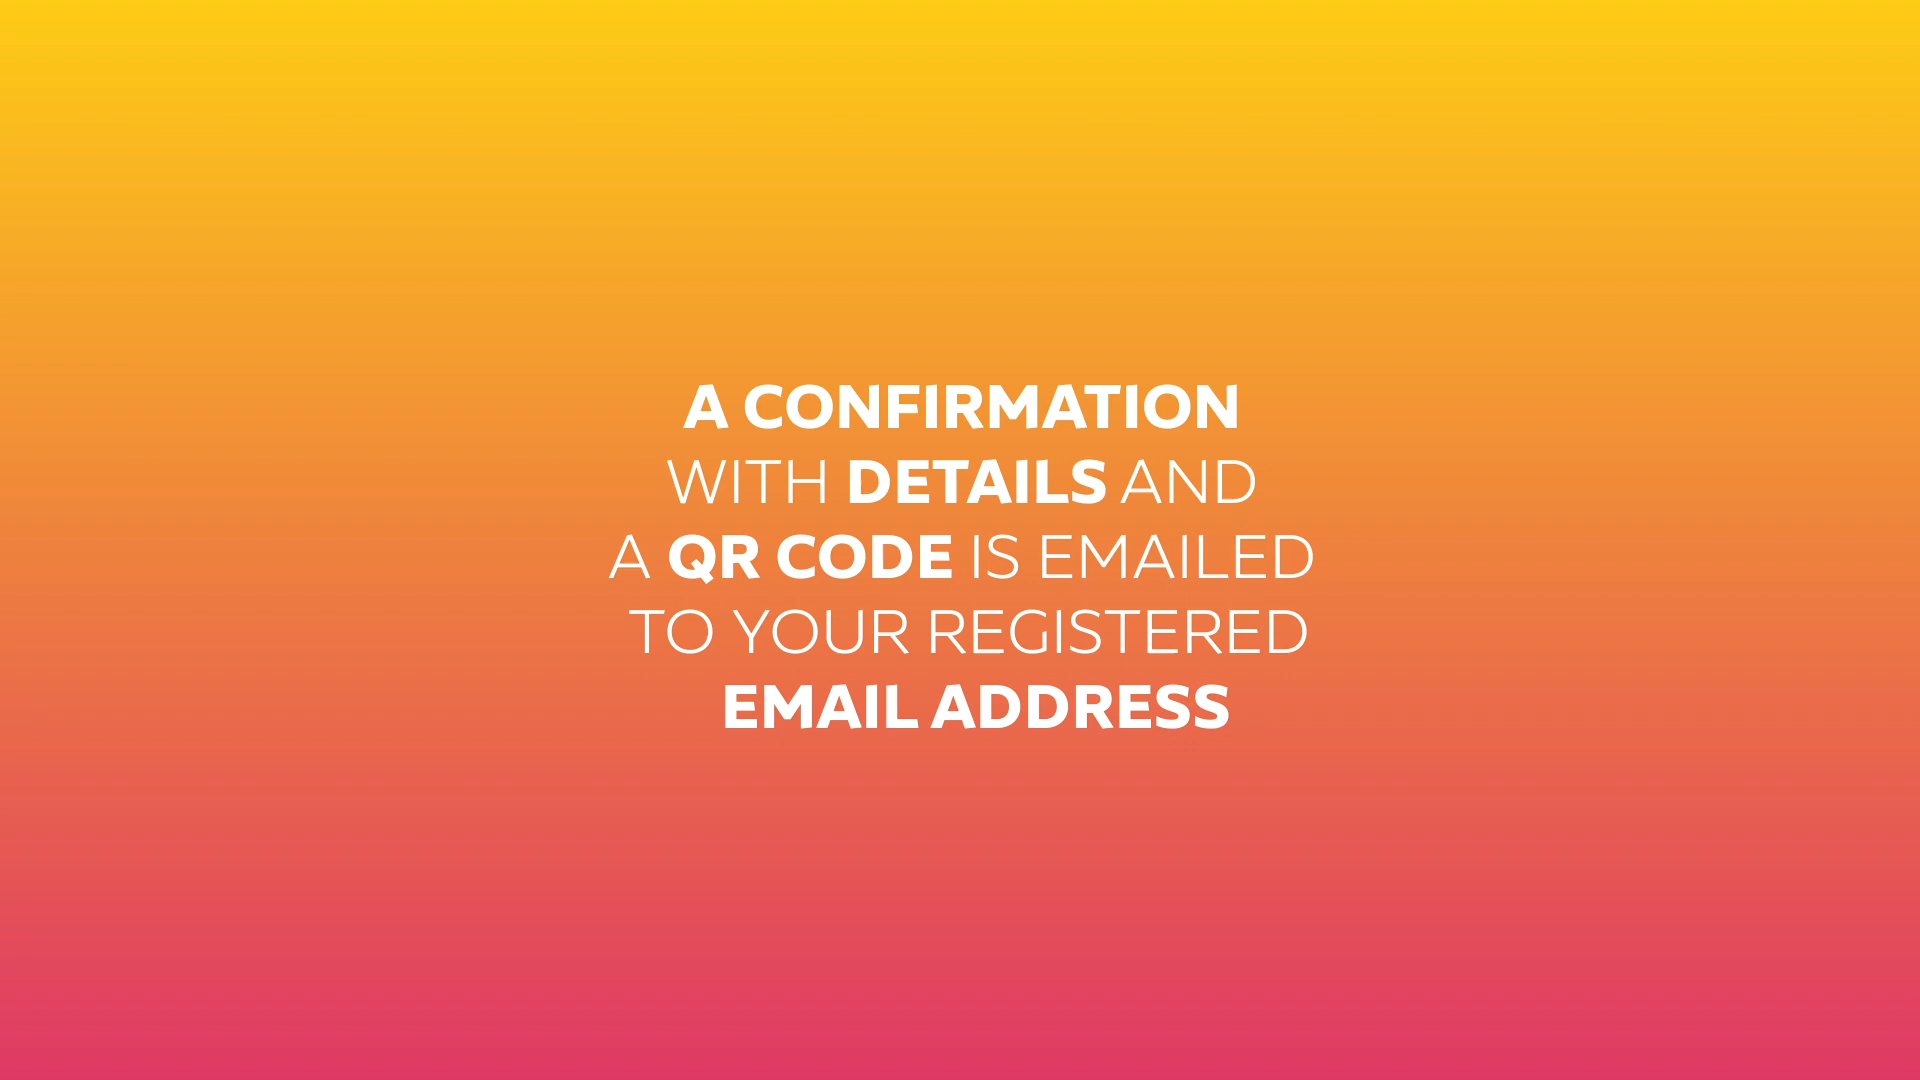 A CONFIRMATION
WITH DETAILS AND
A QR CODE IS EMAILED
TO YOUR REGISTERED
EMAIL ADDRESS